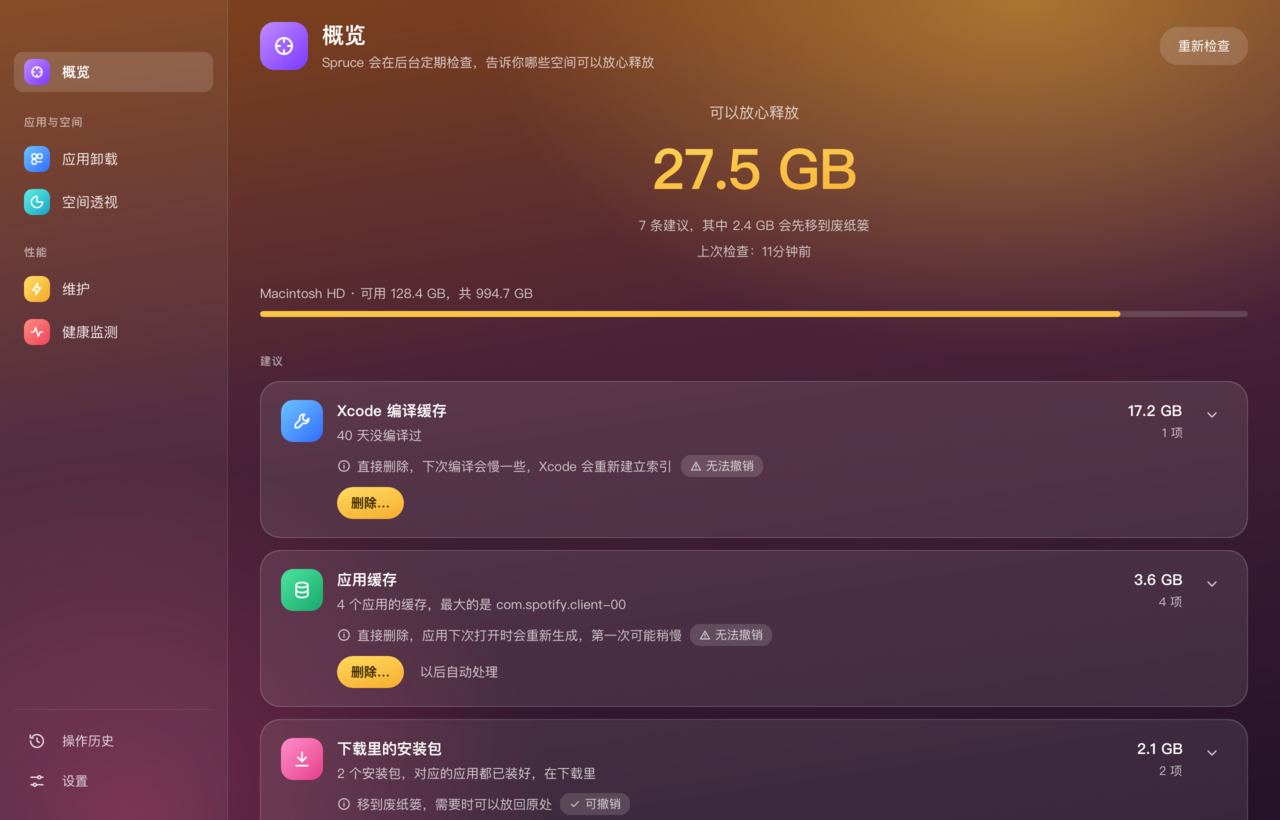 概览
应用与空间
应用卸载
空间透视
性能
维护
健康监测
操作历史
设置
概览
Spruce 会在后台定期检查，告诉你哪些空间可以放心释放
重新检查
可以放心释放
27.5 GB
7 条建议，其中 2.4 GB 会先移到废纸篓
上次检查：11分钟前
Macintosh HD · 可用 128.4 GB，共 994.7 GB
建议
Xcode 编译缓存
17.2 GB
40 天没编译过
1 项
直接删除，下次编译会慢一些，Xcode 会重新建立索引
无法撤销
删除...
应用缓存
3.6 GB
4 个应用的缓存，最大的是 com.spotify.client-00
4 项
直接删除，应用下次打开时会重新生成，第一次可能稍慢
无法撤销
删除...
以后自动处理
下载里的安装包
2.1 GB
2 个安装包，对应的应用都已装好，在下载里
2 项
移到废纸篓，需要时可以放回原处
可撤销